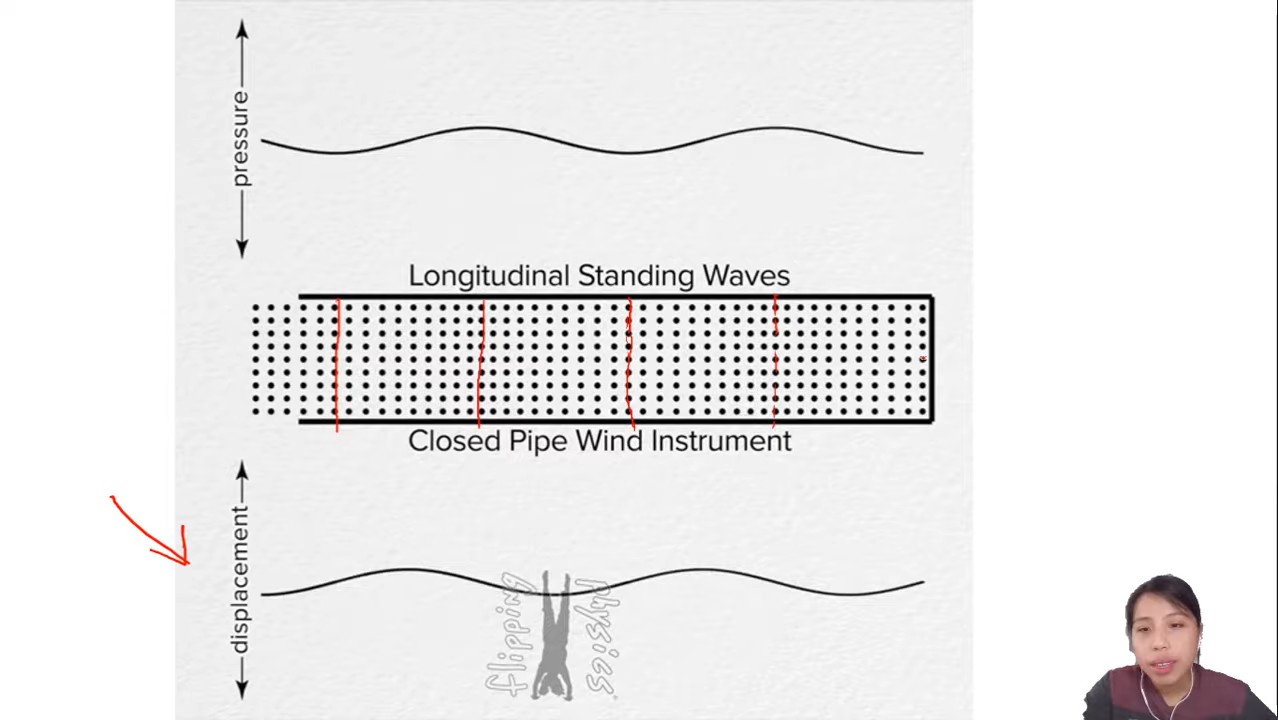 pressure
Longitudinal Standing Waves
Closed Pipe Wind Instrument
displacement
flipping
physics